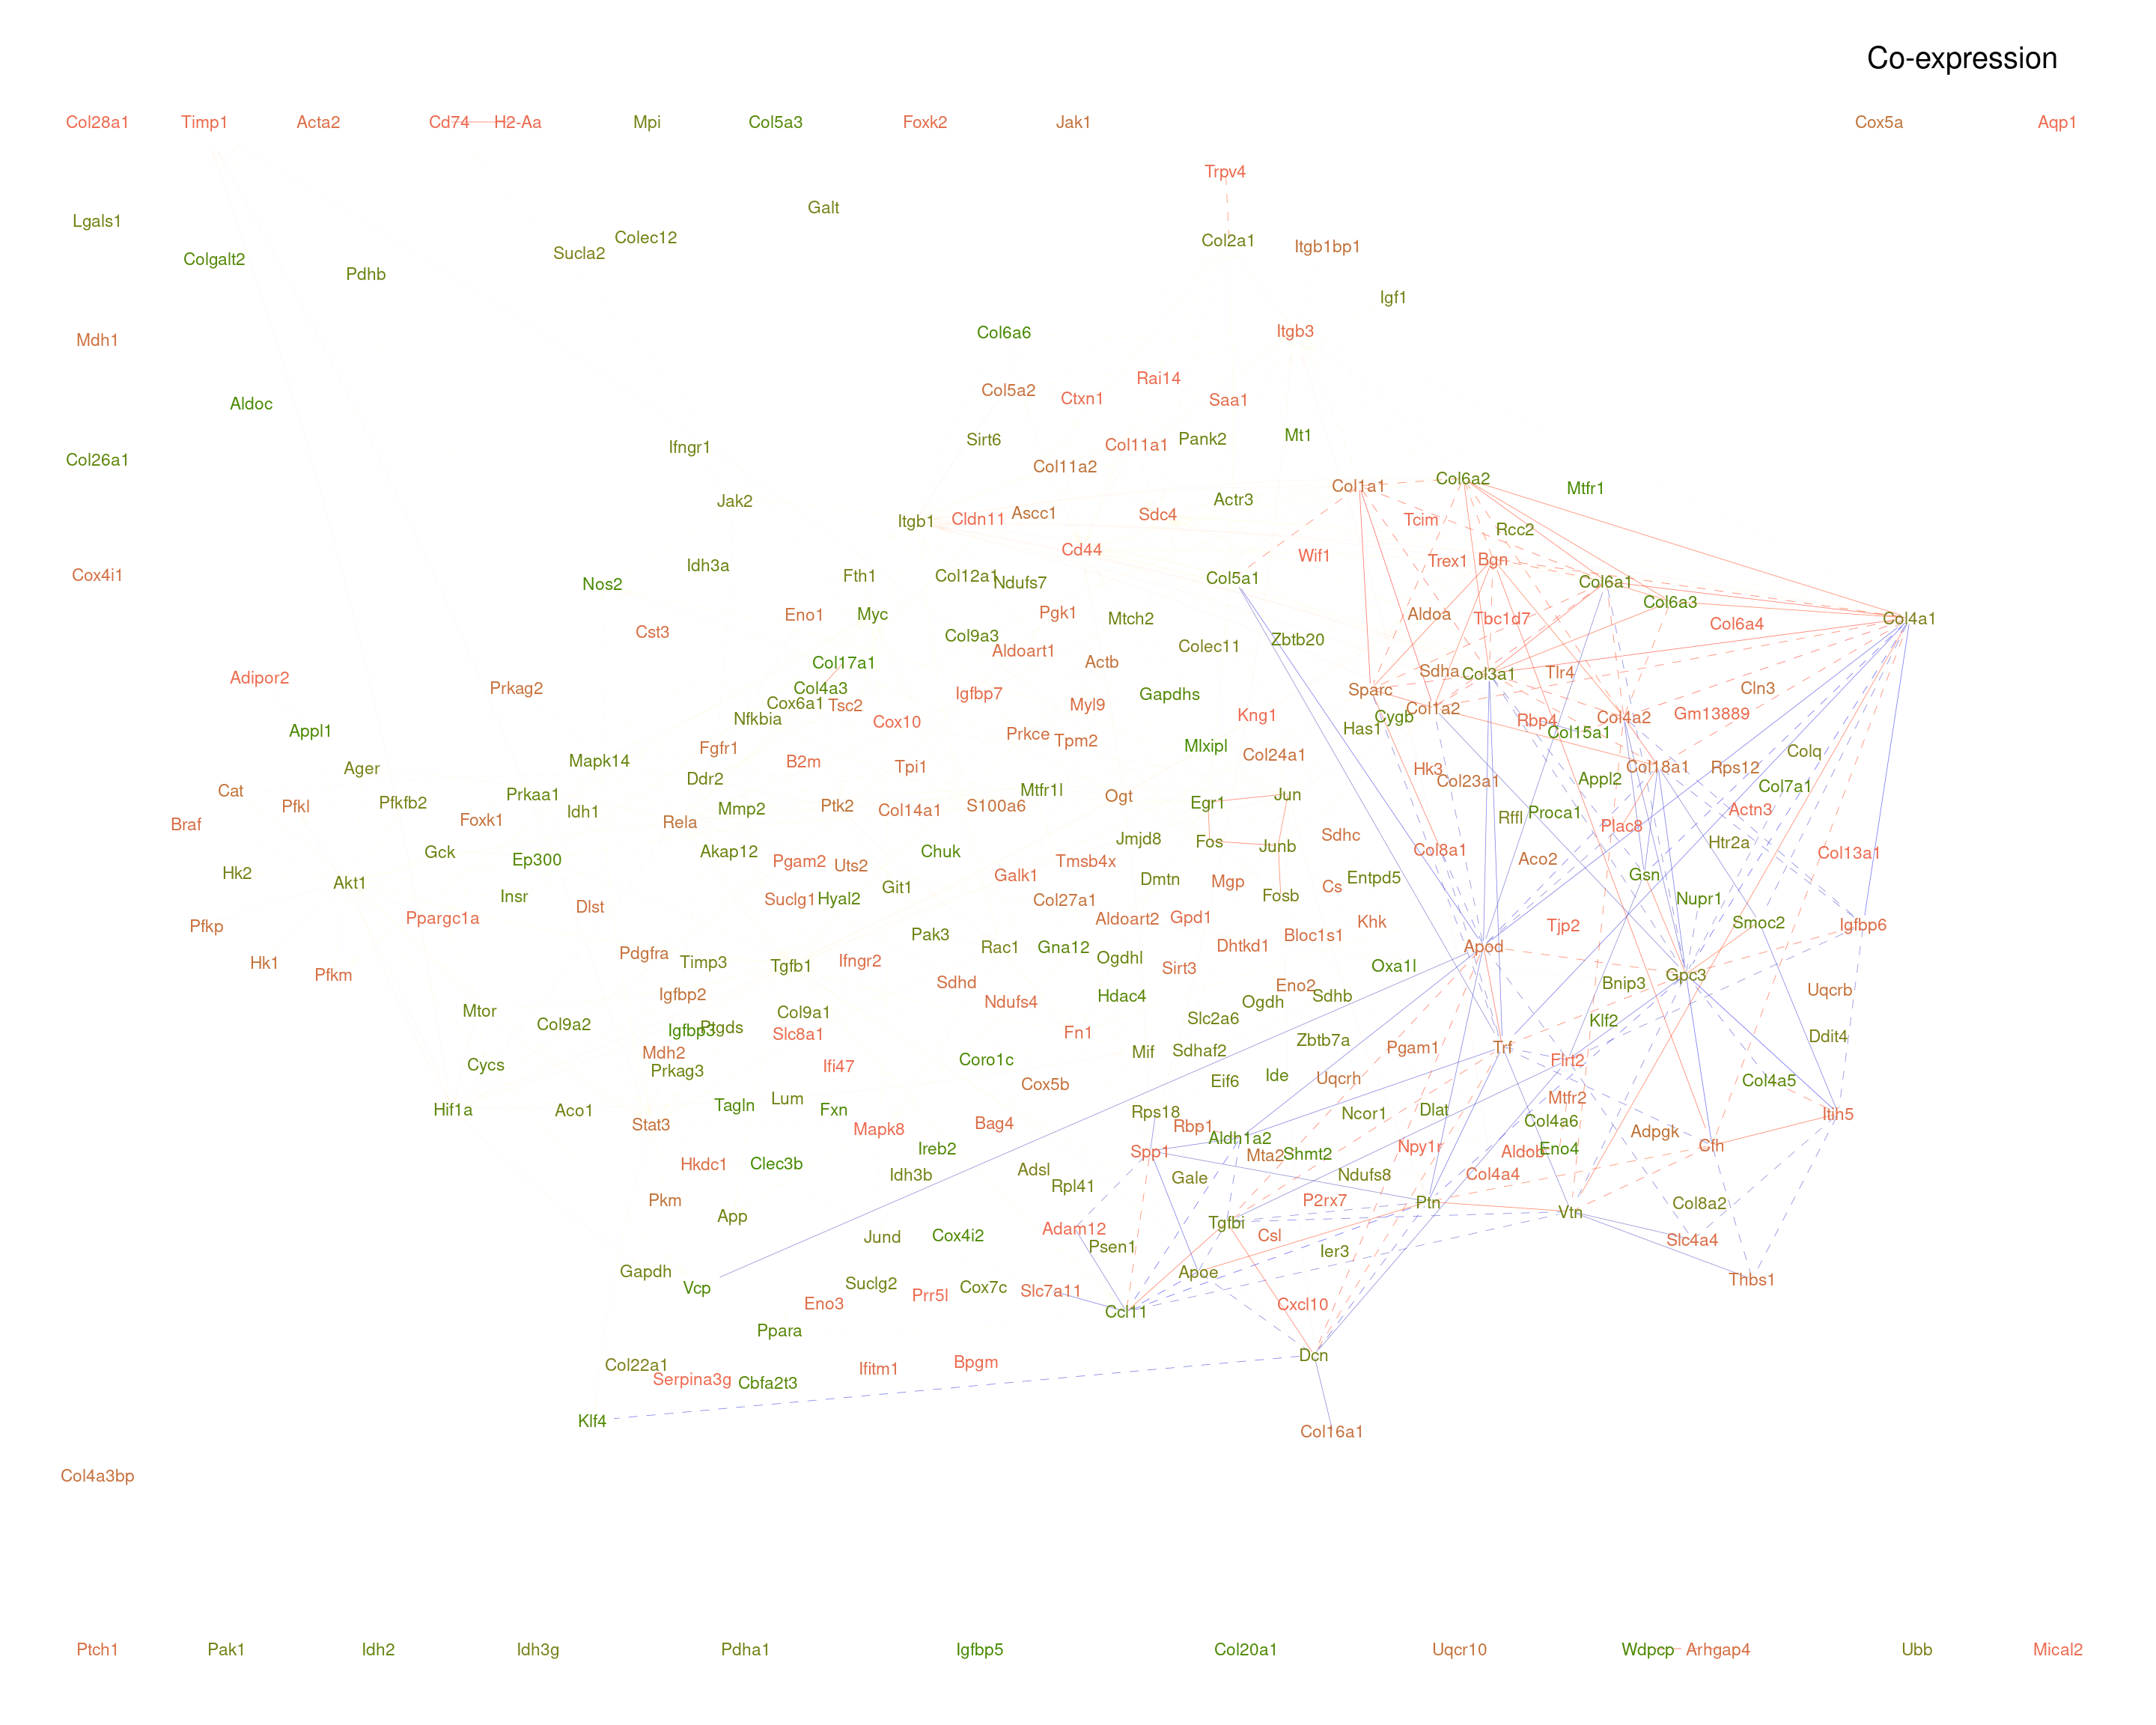 Co-expression
Col28a1 Timp1 Acta2 Cd74 H2-Aa Mpi Col5a3 Foxk2 Jak1 Cox5a Aqp1
Trpv4
Galt
Lgals1
Colec12 Col2a1
Itgb1bp1
Sucla2
Colgalt2
Pdhb
Igf1
Col6a6 Itgb3
Mdh1
Rai14
Col5a2
Ctxn1 Saa1
Aldoc
Mt1
Sirt6 Pank2
Ifngr1 Col11a1
Col26a1
Col11a2
Col6a2
Col1a1 Mtfr1
Jak2 Actr3
Ascc1 Sdc4
Itgb1 Cldn11 Tcim
Rcc2
Cd44 Wif1
Trex1 Bgn
Idh3a
Cox4i1 Fth1 Col12a1 Col5a1
Nos2 Ndufs7 Col6a1
Col6a3
Eno1 Myc Pgk1 Aldoa
Mtch2 Tbc1d7 Col4a1
Col6a4
Cst3 Col9a3 Zbtb20
Aldoart1 Colec11
Col17a1 Actb
Adipor2 Sdha Col3a1 Tlr4
Prkag2 Col4a3 Igfbp7 Gapdhs Sparc Cln3
Cox6a1 Tsc2 Myl9
Col1a2
Nfkbia Cox10 Kng1 Cygb Rbp4 Col4a2 Gm13889
Appl1 Prkce Has1 Col15a1
Fgfr1 Tpm2 Mlxipl
Colq
Mapk14 B2m Col24a1
Ager Tpi1 Hk3 Col18a1 Rps12
Ddr2 Col23a1 Appl2
Cat Prkaa1 Mtfr1l Col7a1
Pfkl Pfkfb2 Idh1 Mmp2 Ptk2 Col14a1 S100a6 Ogt Egr1 Jun
Braf Foxk1 Rela Rffl Proca1 Plac8 Actn3
Jmjd8 Fos Junb Sdhc Htr2a
Gck Ep300 Akap12 Pgam2 Uts2 Chuk Tmsb4x Col8a1 Aco2 Col13a1
Hk2 Akt1 Galk1 Dmtn Mgp Cs Entpd5 Gsn
Insr Suclg1 Hyal2 Git1 Col27a1 Fosb Nupr1
Dlst
Ppargc1a Aldoart2 Gpd1 Khk
Pfkp Tjp2 Smoc2 Igfbp6
Pak3 Bloc1s1
Rac1 Gna12 Dhtkd1 Apod
Hk1 Pfkm Pdgfra Timp3 Tgfb1 Ifngr2 Ogdhl Sirt3 Oxa1l
Gpc3
Sdhd Eno2 Bnip3
Igfbp2 Ndufs4 Hdac4 Ogdh Sdhb Uqcrb
Mtor Col9a1 Slc2a6 Klf2
Col9a2 Igfbp3 Ptgds Slc8a1 Fn1 Ddit4
Mdh2 Mif Sdhaf2 Zbtb7a Pgam1 Trf
Cycs Prkag3 Ifi47 Coro1c Flrt2
Cox5b Eif6 Ide Uqcrh Col4a5
Hif1a Aco1 Tagln Lum Fxn Rps18 Ncor1 Dlat Mtfr2 Itih5
Stat3 Mapk8 Bag4 Rbp1 Col4a6
Aldh1a2 Adpgk
Ireb2 Spp1 Mta2 Shmt2 Npy1r Aldob Eno4 Cfh
Hkdc1 Clec3b Idh3b Adsl Gale Ndufs8 Col4a4
Rpl41
Pkm P2rx7 Ptn Col8a2
App Adam12 Tgfbi Vtn
Jund Cox4i2 Csl Slc4a4
Psen1 Ier3
Gapdh Apoe Thbs1
Vcp Suclg2 Cox7c Slc7a11
Eno3 Prr5l Ccl11 Cxcl10
Ppara
Dcn
Col22a1 Ifitm1 Bpgm
Serpina3g Cbfa2t3
Klf4
Col16a1
Col4a3bp
Ptch1 Pak1 Idh2 Idh3g Pdha1 Igfbp5 Col20a1 Uqcr10 Wdpcp Arhgap4 Ubb Mical2